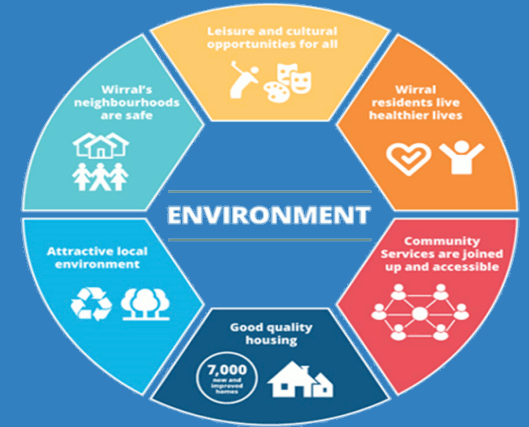 Leisure and cultural
opportunities for all
Wirral
residents live
healthier lives
Community
Services are joined
up and accessible
Good quality
housing
7,000
new and
improved
homes
Attractive local
environment
Wirral's
neighbourhoods
are safe
ENVIRONMENT